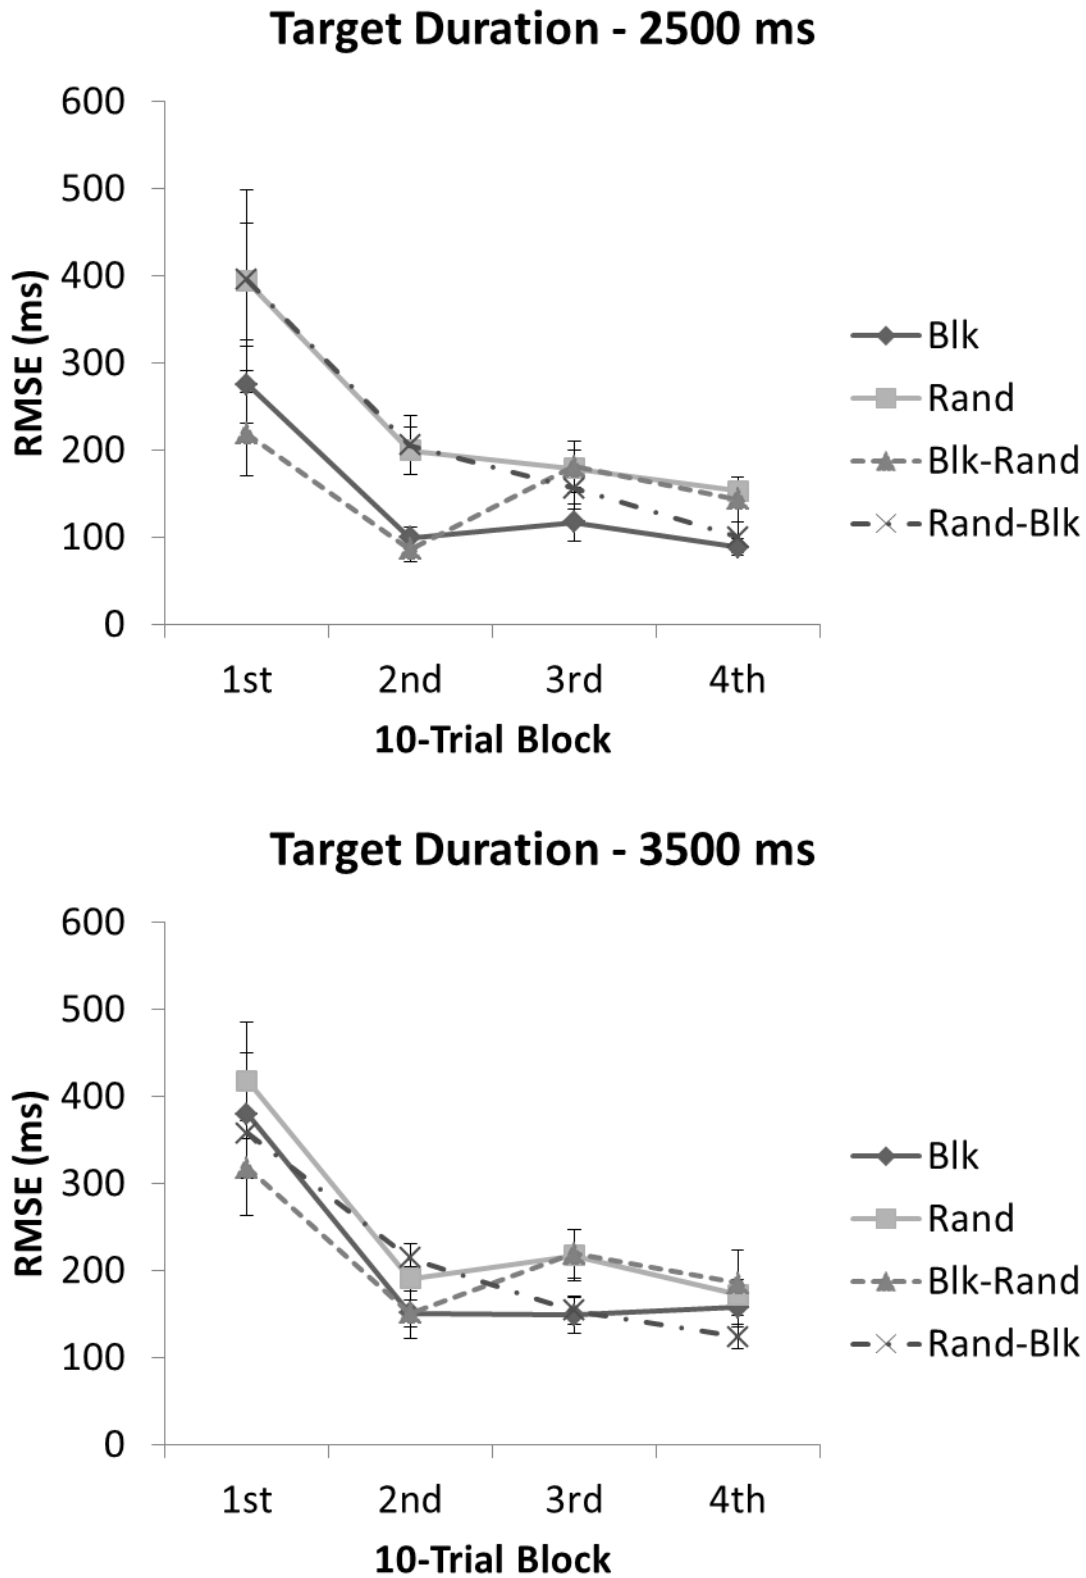 Target Duration - 2500 ms
600
500
400
300
200
100
0
RMSE (ms)
1st 2nd 3rd 4th
10-Trial Block
Blk
Rand
Blk-Rand
Rand-Blk
Target Duration - 3500 ms
600
500
400
300
200
100
0
RMSE (ms)
1st 2nd 3rd 4th
10-Trial Block
Blk
Rand
Blk-Rand
Rand-Blk